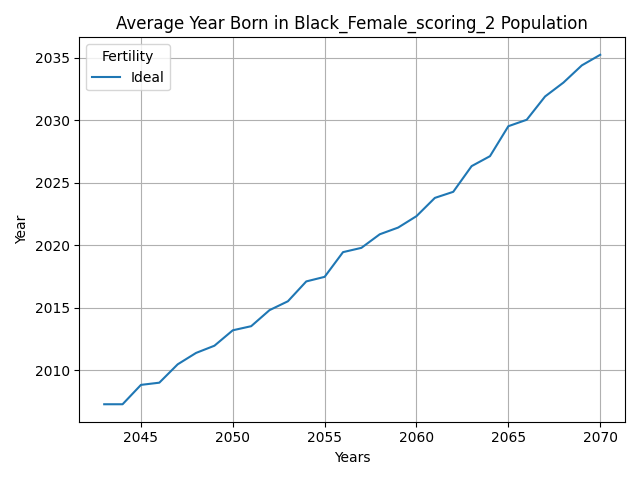 Average Year Born in Black_Female_scoring_2 Population
Fertility
Ideal
2035
2030
2025
2020
2015
2010
Year
2045 2050 2055 2060 2065 2070
Years